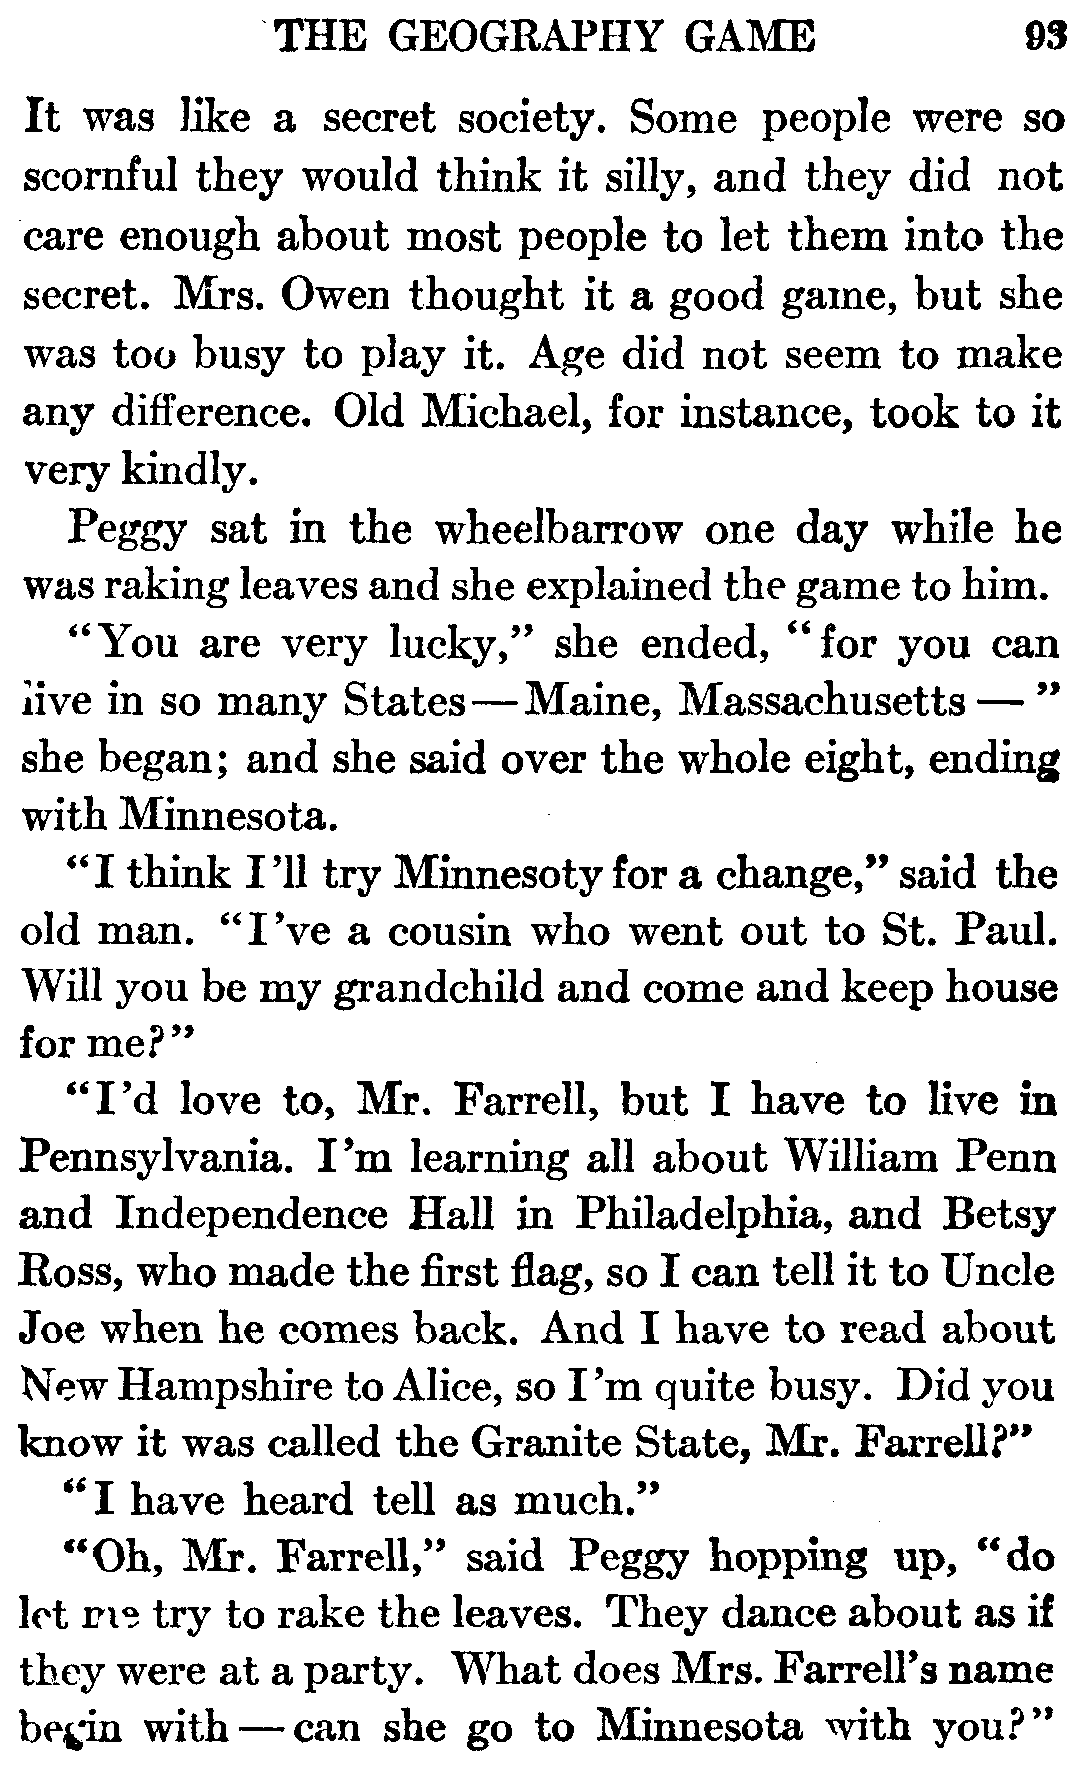 THE GEOGRAPHY GAME 93
It was like a secret society. Some people were so
scornful they would think it silly, and they did not
care enough about most people to let them into the
secret. Mrs. Owen thought it a good game, but she
was too busy to play it. Age did not seem to make
any difference. Old Michael, for instance, took to it
very kindly.
Peggy sat in the wheelbarrow one day while he
was raking leaves and she explained the game to him.
"You are very lucky," she ended, "for you can
live in so many States—Maine, Massachusetts—"
she began; and she said over the whole eight, ending
with Minnesota.
"I think I'll try Minnesoty for a change," said the
old man. "I've a cousin who went out to St. Paul.
Will you be my grandchild and come and keep house
for me?"
"I'd love to, Mr. Farrell, but I have to live in
Pennsylvania. I'm learning all about William Penn
and Independence Hall in Philadelphia, and Betsy
Ross, who made the first flag, so I can tell it to Uncle
Joe when he comes back. And I have to read about
New Hampshire to Alice, so I'm quite busy. Did you
know it was called the Granite State, Mr. Farrell?"
"I have heard tell as much."
"Oh, Mr. Farrell," said Peggy hopping up, "do
let me try to rake the leaves. They dance about as if
they were at a party. What does Mrs. Farrell's name
begin with—can she go to Minnesota with you?"